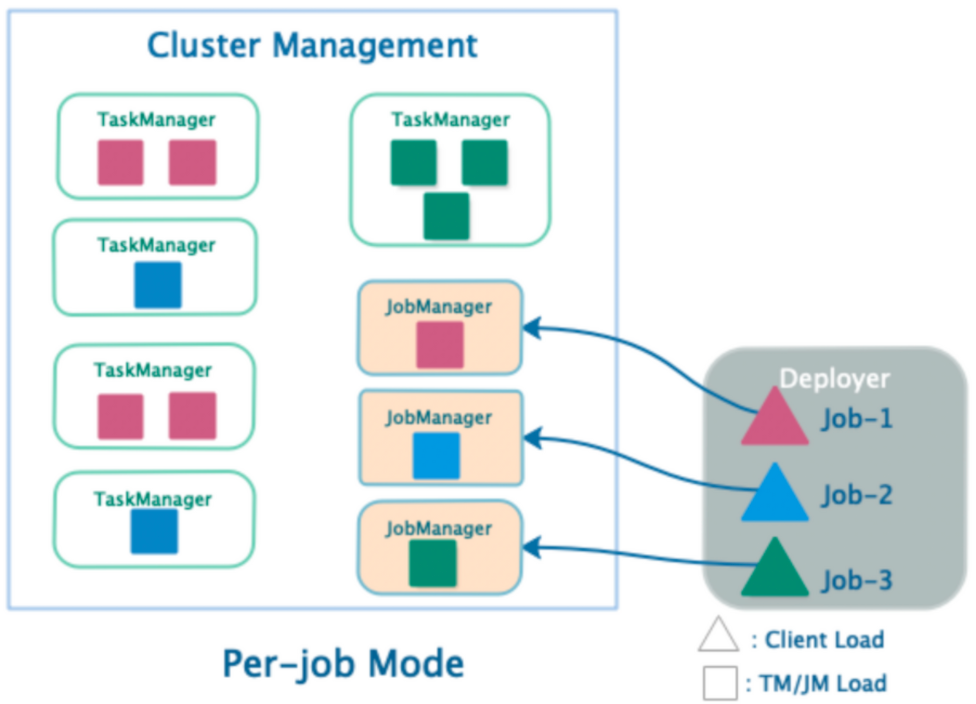 Cluster Management
TaskManager
TaskManager
TaskManager
TaskManager
TaskManager
JobManager
JobManager
JobManager
Deployer
Job-1
Job-2
Job-3
: Client Load
: TM/JM Load
Per-job Mode